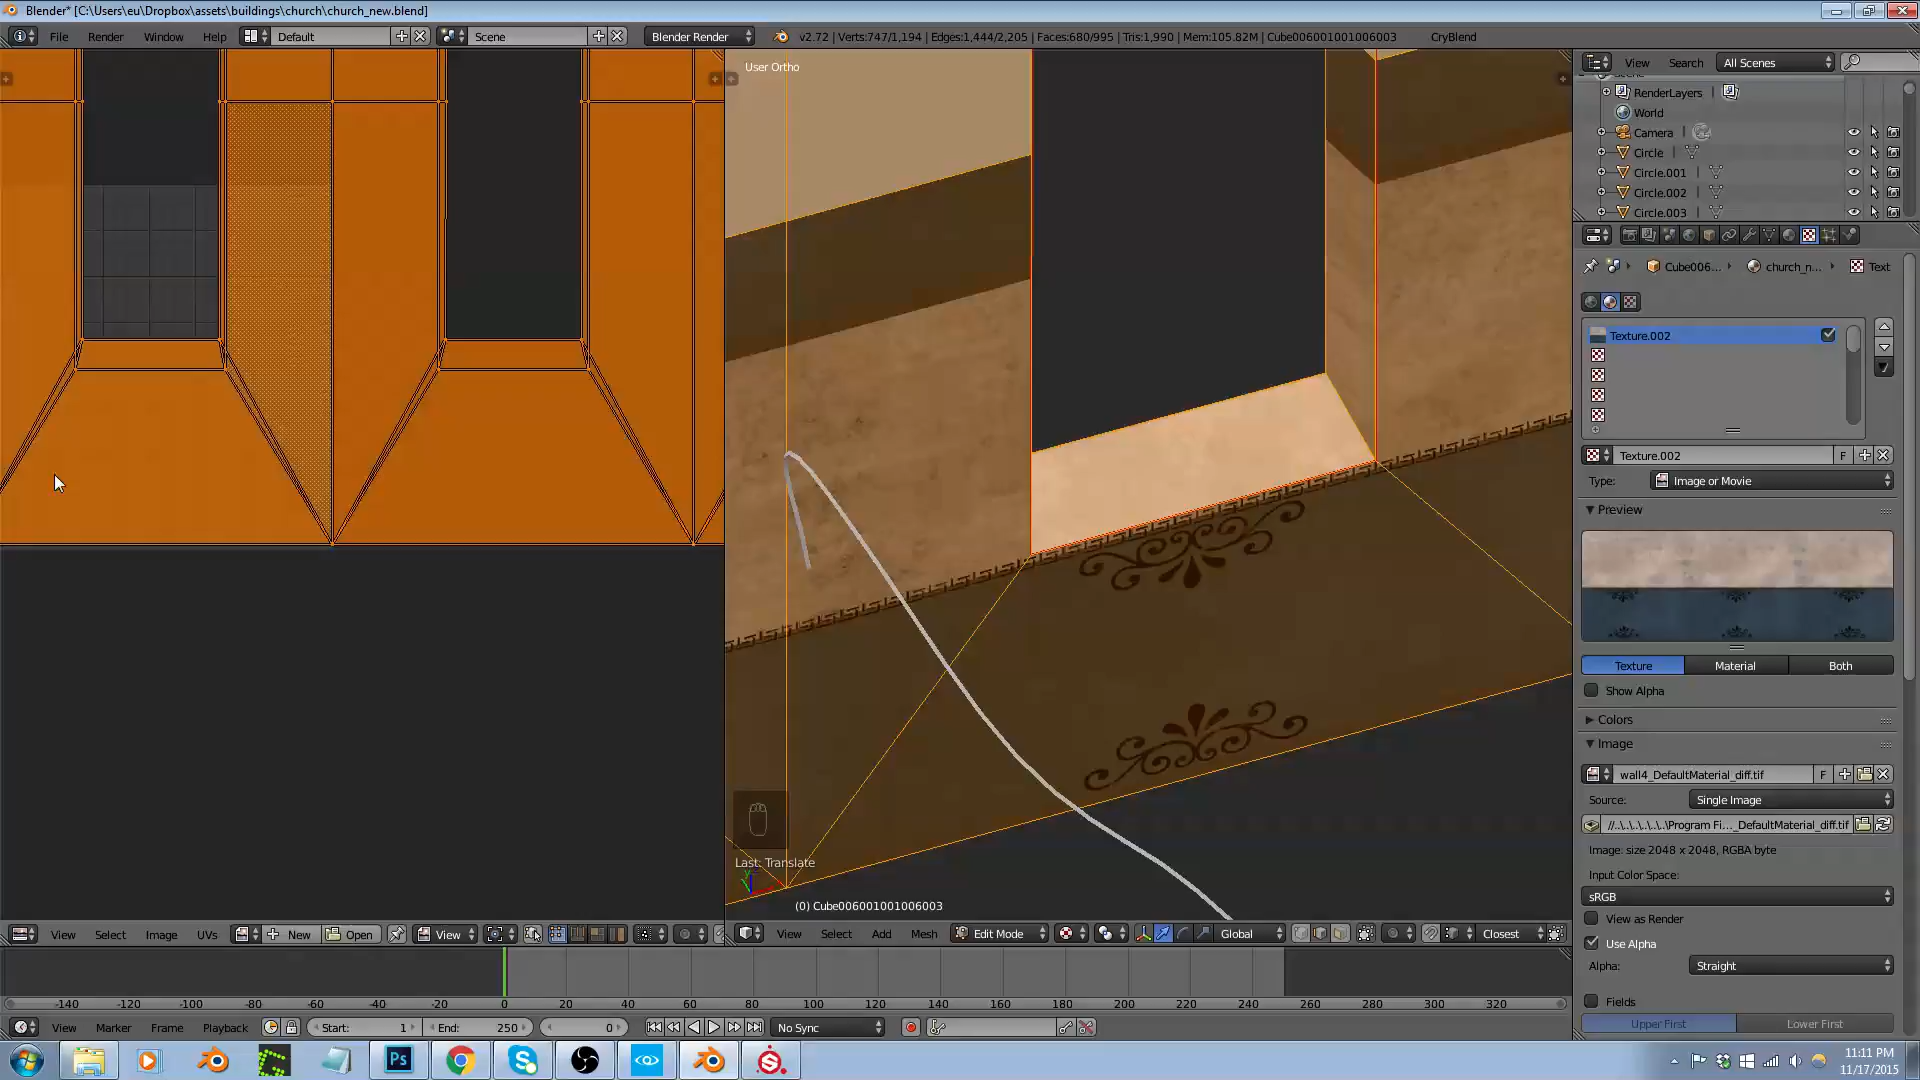 Blender* [C:\Users\eu\Dropbox\assets\buildings\church\church_new.blend]
File Render Window Help Default Scene Blender Render v2.72 | Verts:747/1,194 | Edges:1,444/2,205 | Faces:680/995 | Tris:1,990 | Mem:105.82M | Cube006001001006003 CryBlend
User Ortho
View Search All Scenes
RenderLayers
World
Camera
Circle
Circle.001
Circle.002
Circle.003
Cube006... church_n... Text
Texture.002
Texture.002 F
Type: Image or Movie
Preview
Texture Material Both
Show Alpha
Colors
Image
wall4_DefaultMaterial_diff.tif F
Source: Single Image
//..\..\..\..\..\..\Program Fi..._DefaultMaterial_diff.tif
Image: size 2048 x 2048, RGBA byte
Input Color Space:
sRGB
View as Render
Use Alpha
Alpha: Straight
Fields
Upper First Lower First
Last: Translate
(0) Cube006001001006003
View Select Image UVs New Open View
View Select Add Mesh Edit Mode Global Closest
-140 -120 -100 -80 -60 -40 -20 0 20 40 60 80 100 120 140 160 180 200 220 240 260 280 300 320
View Marker Frame Playback Start: 1 End: 250 0 No Sync
Ps
11:11 PM
11/17/2015